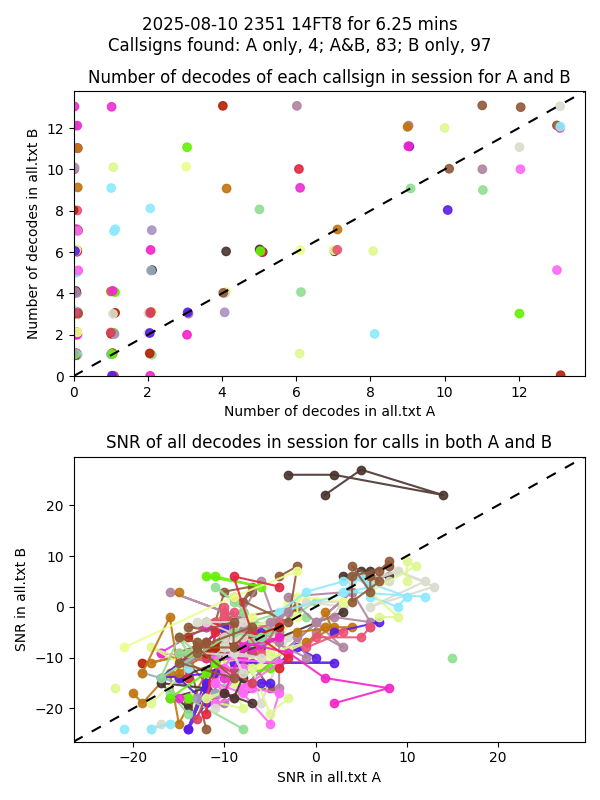 2025-08-10 2351 14FT8 for 6.25 mins
Callsigns found: A only, 4; A&B, 83; B only, 97
Number of decodes of each callsign in session for A and B
12
10
8
6
4
2
0
Number of decodes in all.txt B
0 2 4 6 8 10 12
Number of decodes in all.txt A
SNR of all decodes in session for calls in both A and B
20
10
0
−10
−20
SNR in all.txt B
−20 −10 0 10 20
SNR in all.txt A